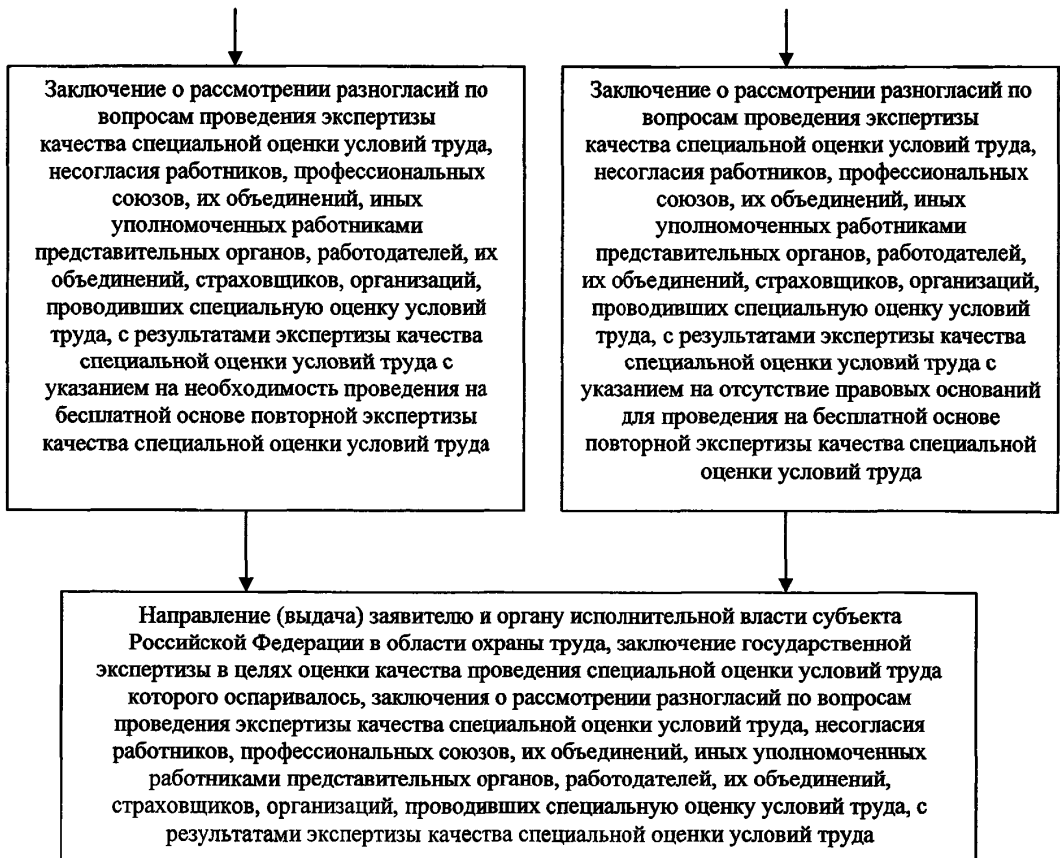 Заключение о рассмотрении разногласий по
вопросам проведения экспертизы
качества специальной оценки условий труда,
несогласия работников, профессиональных
союзов, их объединений, иных
уполномоченных работниками
представительных органов, работодателей, их
объединений, страховщиков, организаций,
проводивших специальную оценку условий
труда, с результатами экспертизы качества
специальной оценки условий труда с
указанием на необходимость проведения на
бесплатной основе повторной экспертизы
качества специальной оценки условий труда
Заключение о рассмотрении разногласий по
вопросам проведения экспертизы
качества специальной оценки условий труда,
несогласия работников, профессиональных
союзов, их объединений, иных
уполномоченных работниками
представительных органов, работодателей,
их объединений, страховщиков, организаций,
проводивших специальную оценку условий
труда, с результатами экспертизы качества
специальной оценки условий труда с
указанием на отсутствие правовых оснований
для проведения на бесплатной основе
повторной экспертизы качества специальной
оценки условий труда
Направление (выдача) заявителю и органу исполнительной власти субъекта
Российской Федерации в области охраны труда, заключение государственной
экспертизы в целях оценки качества проведения специальной оценки условий труда
которого оспаривалось, заключения о рассмотрении разногласий по вопросам
проведения экспертизы качества специальной оценки условий труда, несогласия
работников, профессиональных союзов, их объединений, иных уполномоченных
работниками представительных органов, работодателей, их объединений,
страховщиков, организаций, проводивших специальную оценку условий труда, с
результатами экспертизы качества специальной оценки условий труда